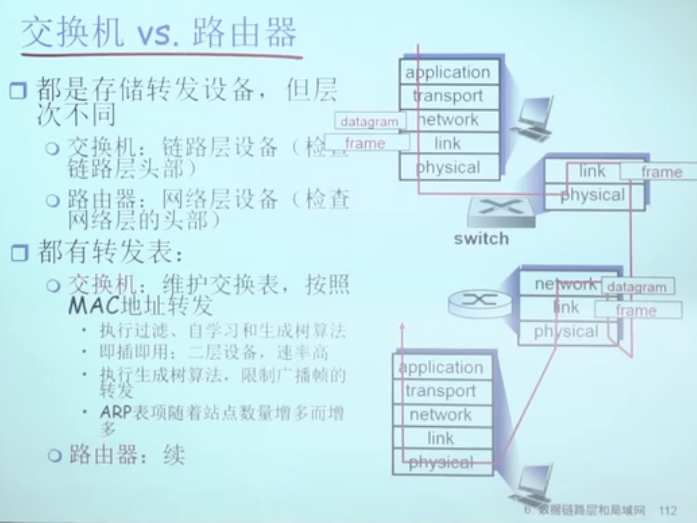 交换机 vs. 路由器
都是存储转发设备，但层
次不同
交换机：链路层设备（检查
链路层头部）
路由器：网络层设备（检查
网络层的头部）
都有转发表：
交换机：维护交换表，按照
MAC地址转发
执行过滤、自学习和生成树算法
即插即用；二层设备，速率高
执行生成树算法，限制广播帧的
转发
ARP表项随着站点数量增多而增
多
路由器：续
application
transport
datagram
network
frame
link
physical
link
frame
physical
switch
network
datagram
link
frame
physical
application
transport
network
link
physical
6. 数据链路层和局域网 112